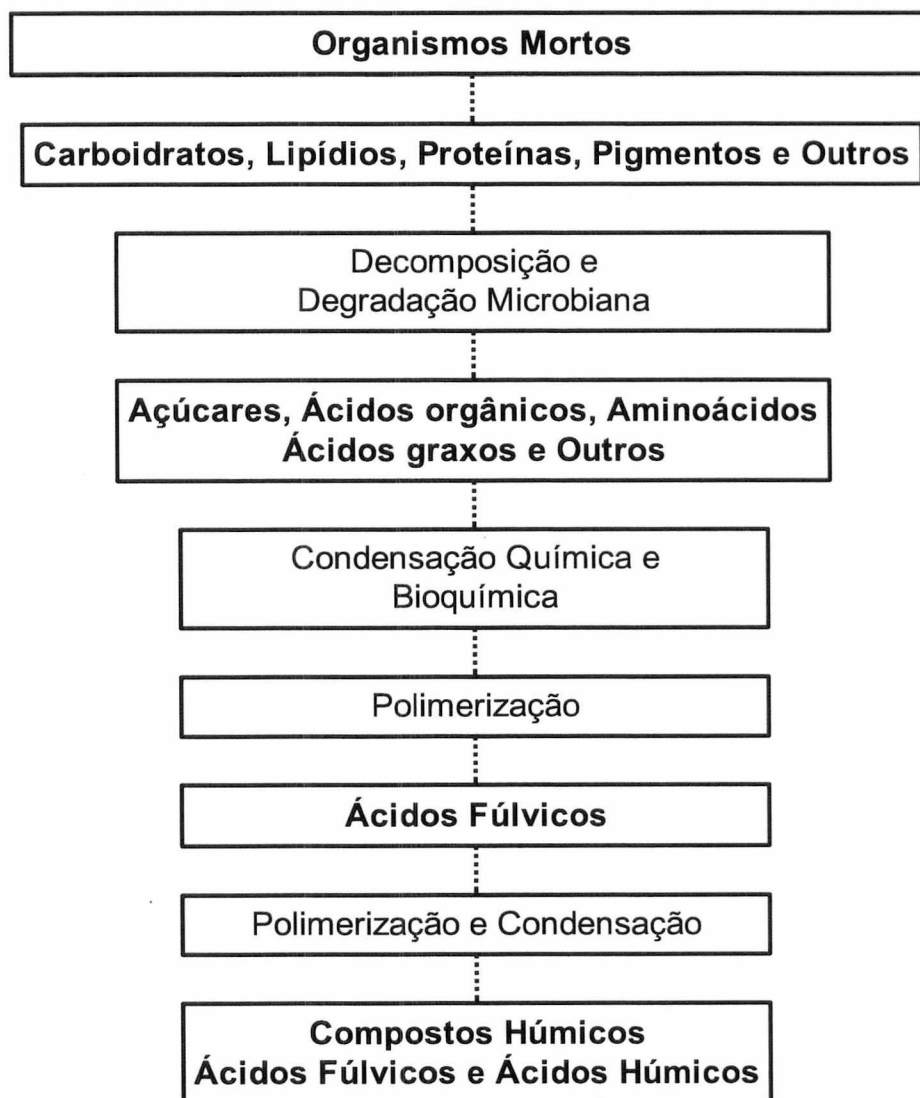 Organismos Mortos
Carboidratos, Lipídios, Proteínas, Pigmentos e Outros
Decomposição e
Degradação Microbiana
Açúcares, Ácidos orgânicos, Aminoácidos
Ácidos graxos e Outros
Condensação Química e
Bioquímica
Polimerização
Ácidos Fúlvicos
Polimerização e Condensação
Compostos Húmicos
Ácidos Fúlvicos e Ácidos Húmicos